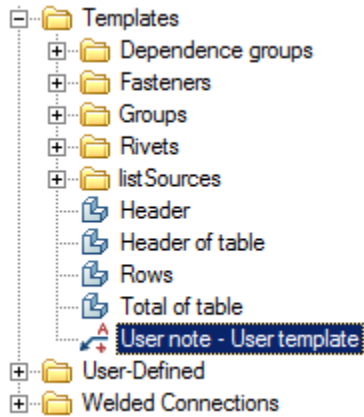 Templates
Dependence groups
Fasteners
Groups
Rivets
listSources
Header
Header of table
Rows
Total of table
User note - User template
User-Defined
Welded Connections